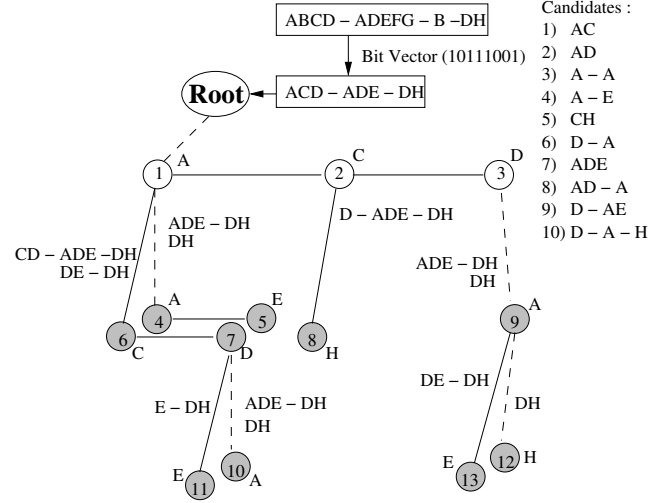 ABCD − ADEFG − B −DH
Bit Vector (10111001)
Root
ACD − ADE − DH
Candidates :
1) AC
2) AD
3) A − A
4) A − E
5) CH
6) D − A
7) ADE
8) AD − A
9) D − AE
10) D − A − H
A
C
D
1
2
3
ADE − DH
DH
D − ADE − DH
CD − ADE −DH
DE − DH
ADE − DH
DH
A
E
A
4
5
9
6
7
8
C
D
H
E − DH
ADE − DH
DH
DE − DH
DH
E
10
A
11
E
12
H
13